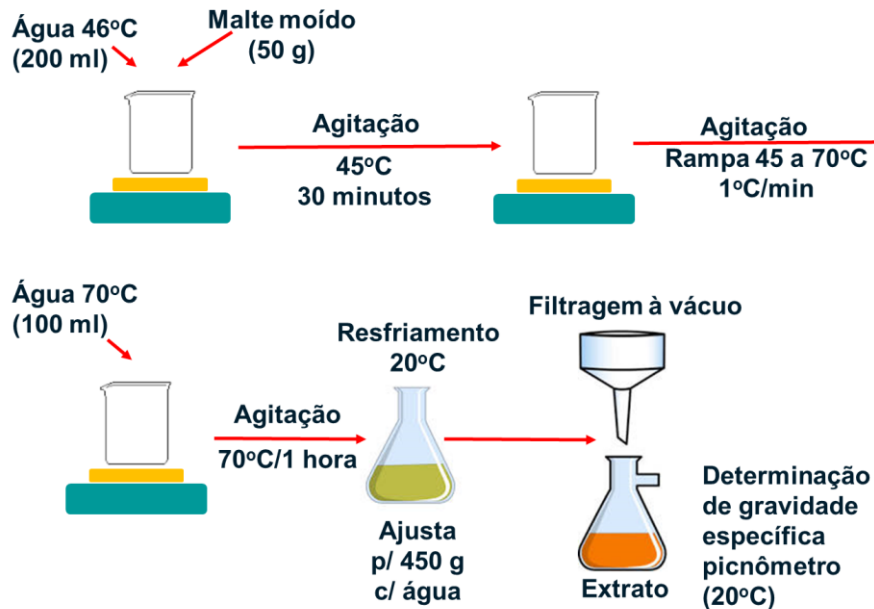 Água 46ºC
(200 ml)
Malte moído
(50 g)
Agitação
45ºC
30 minutos
Agitação
Rampa 45 a 70ºC
1ºC/min
Água 70ºC
(100 ml)
Agitação
70ºC/1 hora
Resfriamento
20ºC
Ajusta
p/ 450 g
c/ água
Filtragem à vácuo
Extrato
Determinação
de gravidade
específica
picnômetro
(20ºC)